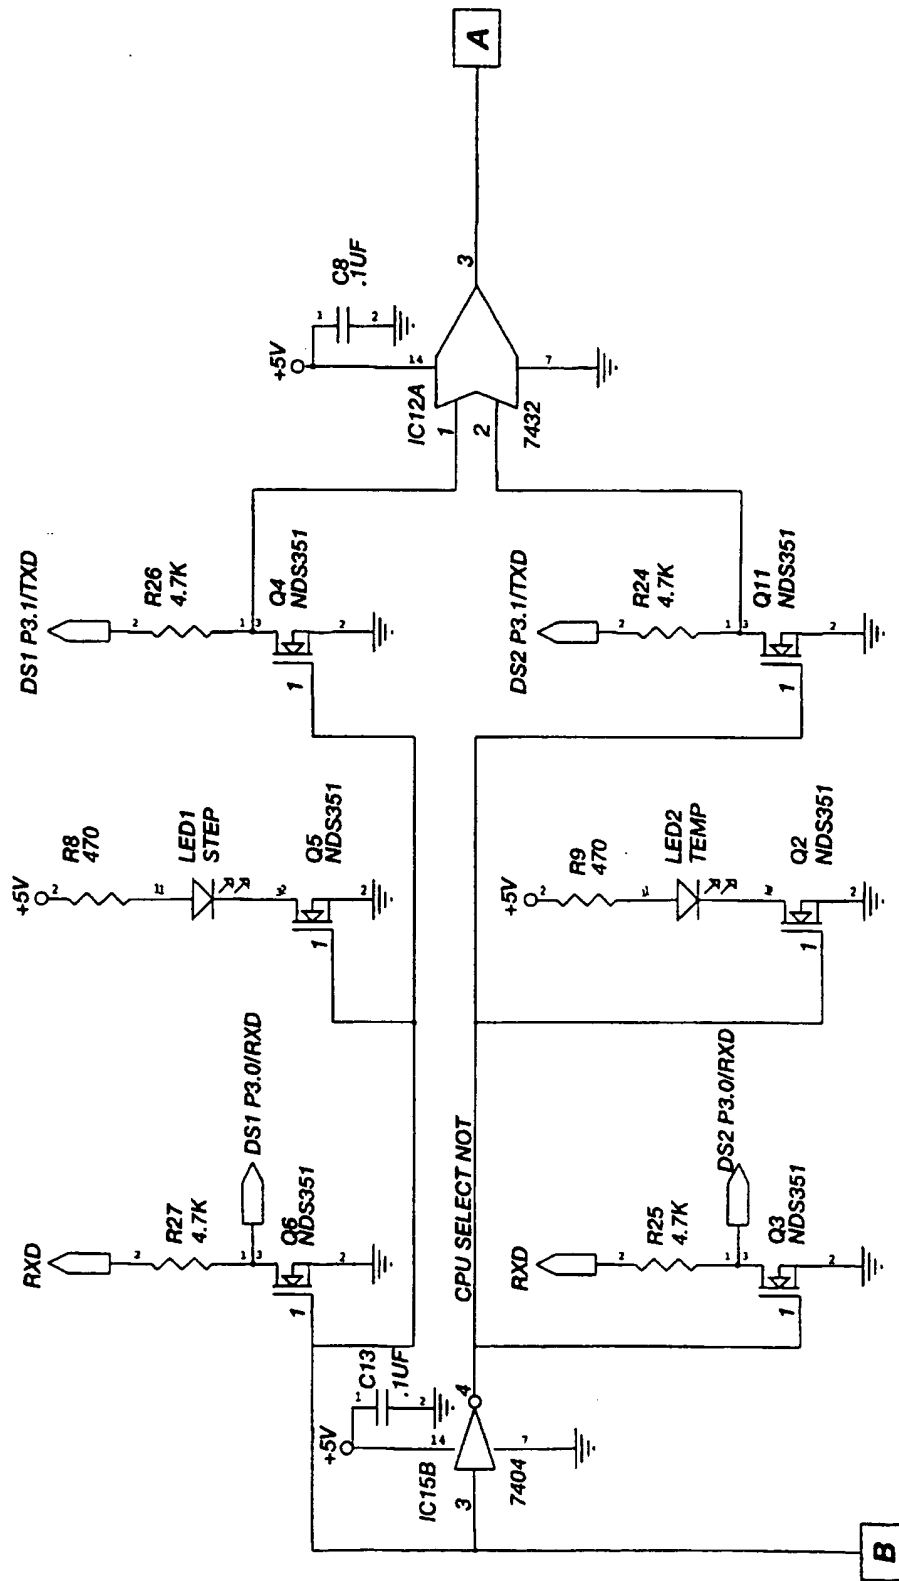 A
+5V
1
C8
.1UF
2
14
IC12A
1
2
3
7
7432
DS1 P3.1/TXD
2
R26
4.7K
1
3
Q4
NDS351
1
2
DS2 P3.1/TXD
2
R24
4.7K
1
3
Q11
NDS351
1
2
+5V
2
R8
470
LED1
STEP
Q5
NDS351
1
2
+5V
2
R9
470
LED2
TEMP
Q2
NDS351
1
2
RXD
2
R27
4.7K
1
3
DS1 P3.0/RXD
Q6
NDS351
1
2
CPU SELECT NOT
RXD
2
R25
4.7K
1
3
DS2 P3.0/RXD
Q3
NDS351
1
2
+5V
1
C13
.1UF
2
14
IC15B
3
4
7
7404
B